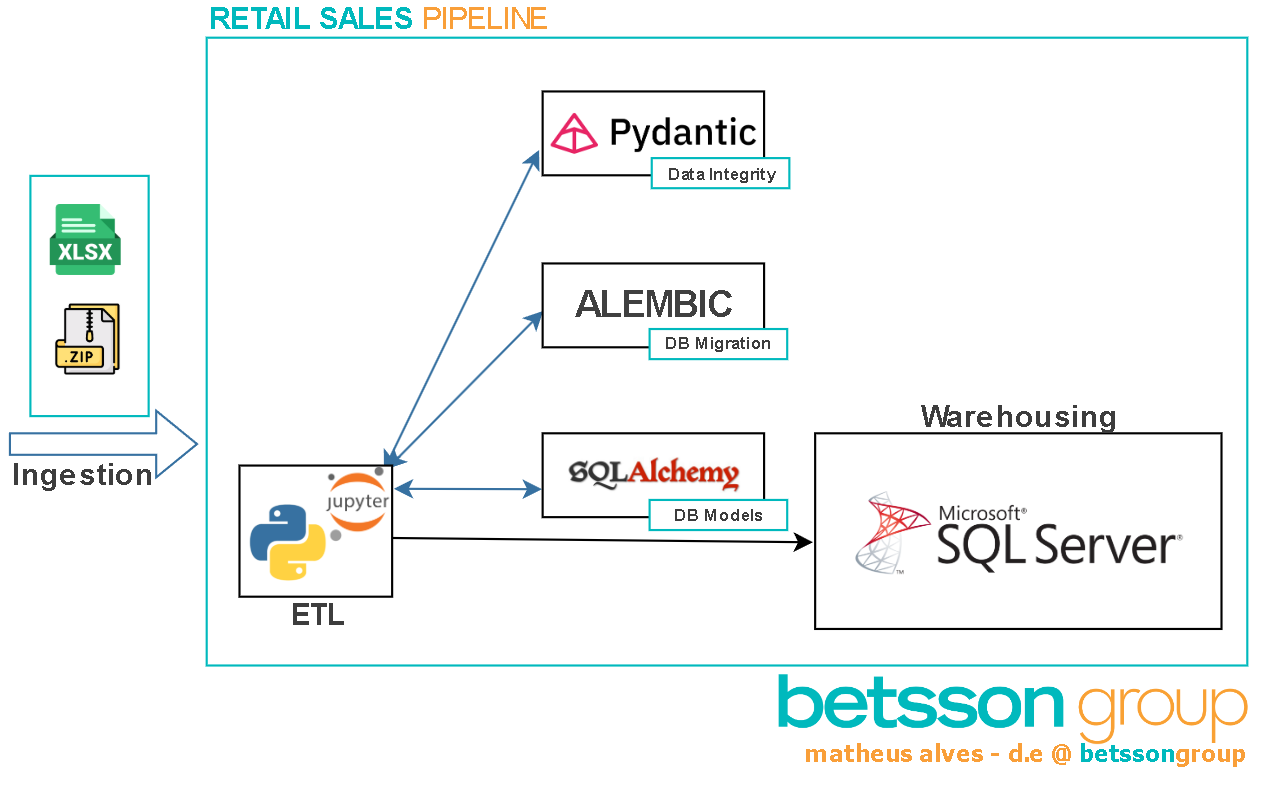 RETAIL SALES PIPELINE
Pydantic
Data Integrity
XLSX
.ZIP
Ingestion
ALEMBIC
DB Migration
SQLAlchemy
DB Models
jupyter
ETL
Warehousing
Microsoft®
SQL Server®
™
betsson group
matheus alves - d.e @ betssongroup